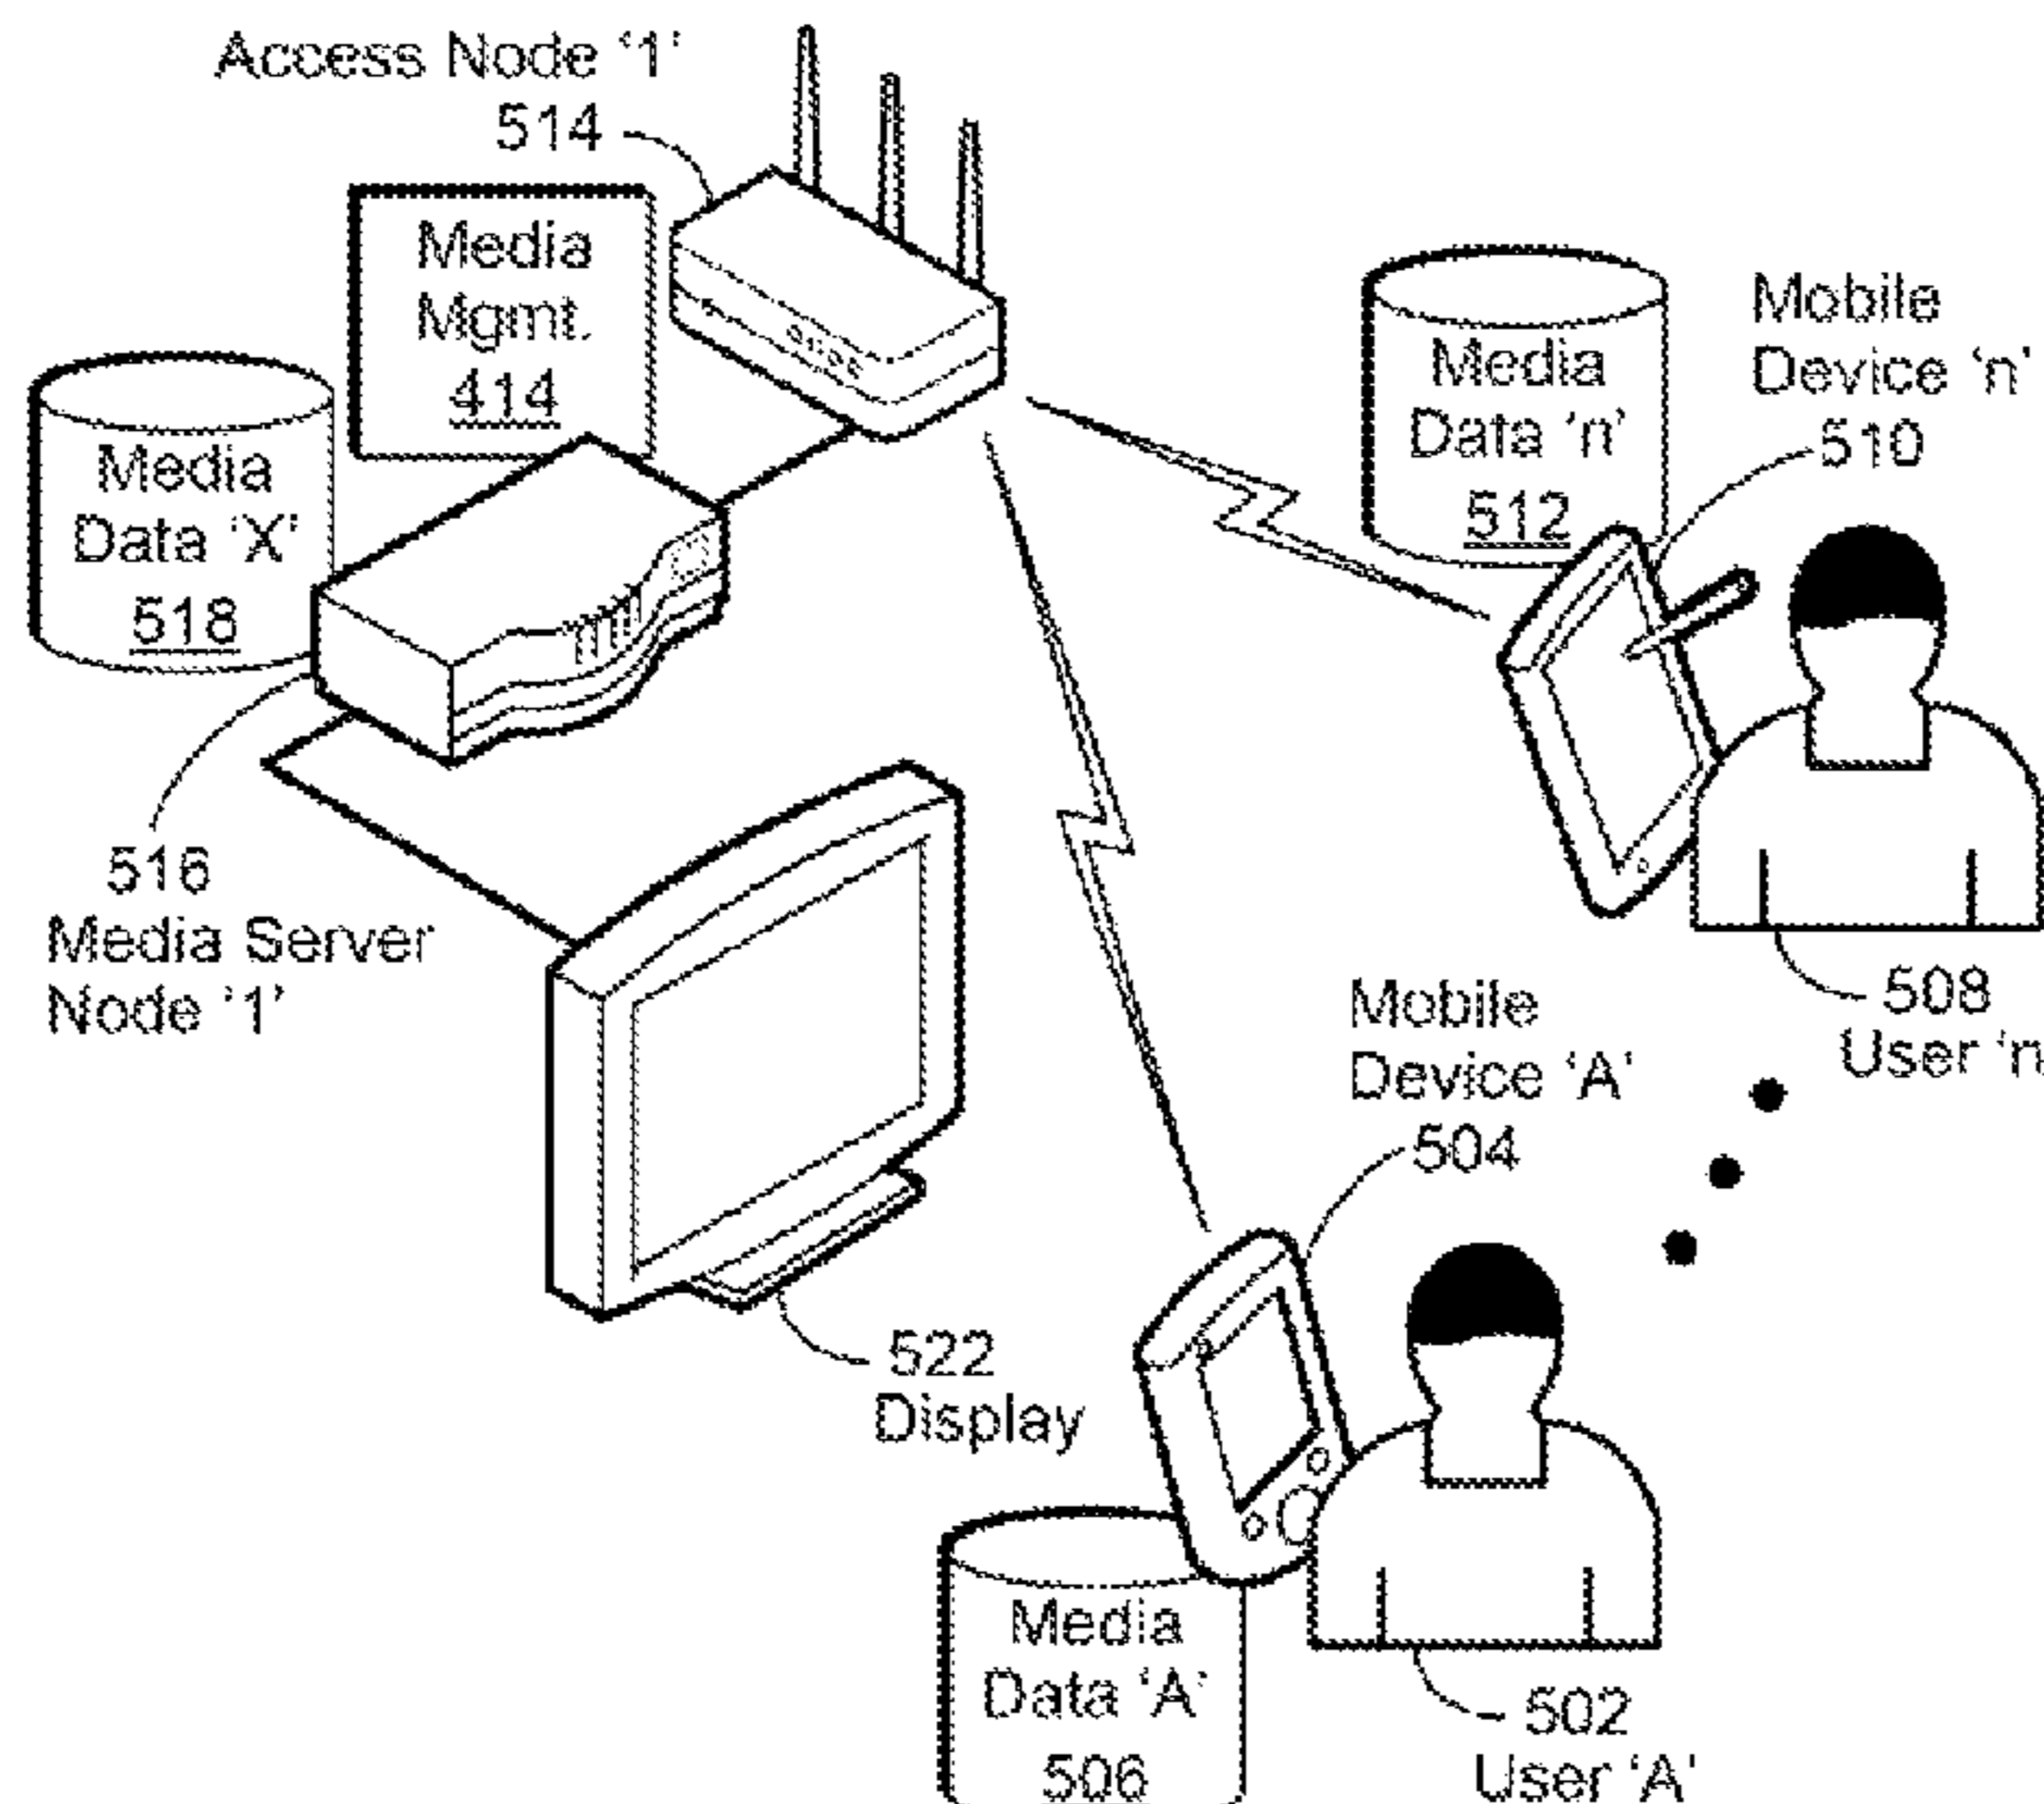 Access Node ‘1’
514
Media
Mgmt.
414
Media
Data ‘X’
518
Mobile
Device ‘n’
510
Media
Data ‘n’
512
516
Media Server
Node ‘1’
508
User ‘n
Mobile
Device ‘A’
504
522
Display
Media
Data ‘A’
506
502
User ‘A’